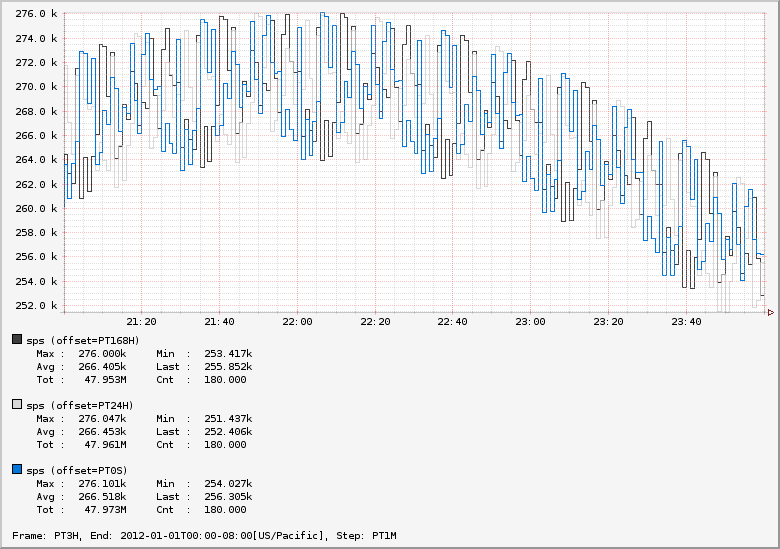 276.0 k
274.0 k
272.0 k
270.0 k
268.0 k
266.0 k
264.0 k
262.0 k
260.0 k
258.0 k
256.0 k
254.0 k
252.0 k
21:20 21:40 22:00 22:20 22:40 23:00 23:20 23:40
sps (offset=PT168H)
Max : 276.000k Min : 253.417k
Avg : 266.405k Last : 255.852k
Tot : 47.953M Cnt : 180.000
sps (offset=PT24H)
Max : 276.047k Min : 251.437k
Avg : 266.453k Last : 252.406k
Tot : 47.961M Cnt : 180.000
sps (offset=PT0S)
Max : 276.101k Min : 254.027k
Avg : 266.518k Last : 256.305k
Tot : 47.973M Cnt : 180.000
Frame: PT3H, End: 2012-01-01T00:00-08:00[US/Pacific], Step: PT1M